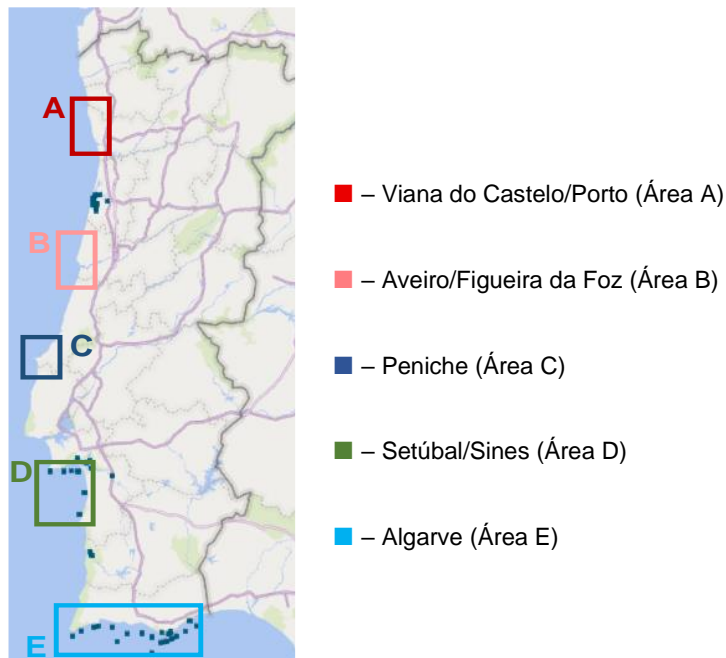 A
B
C
D
E
– Viana do Castelo/Porto (Área A)
– Aveiro/Figueira da Foz (Área B)
– Peniche (Área C)
– Setúbal/Sines (Área D)
– Algarve (Área E)